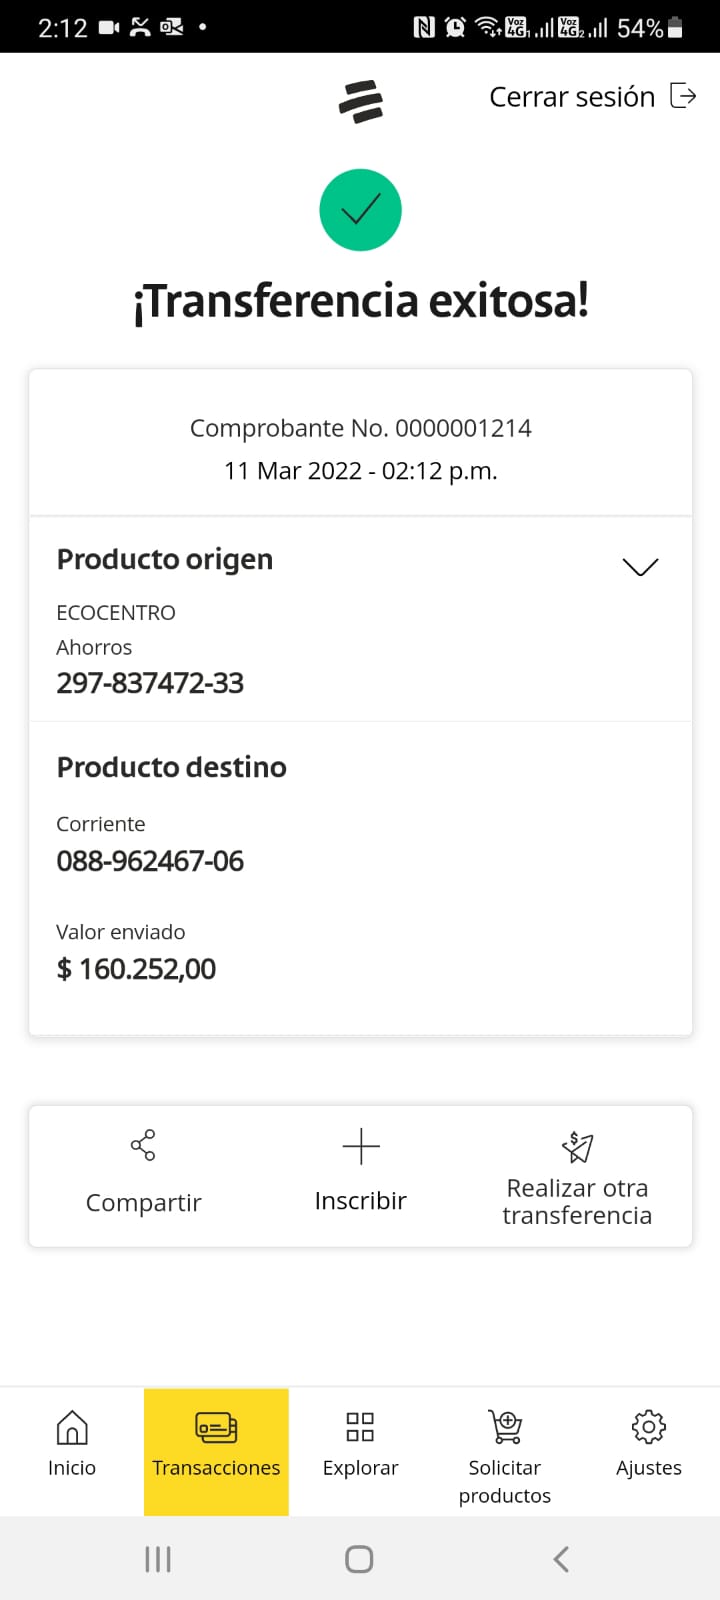 2:12 54%
Cerrar sesión
¡Transferencia exitosa!
Comprobante No. 0000001214
11 Mar 2022 - 02:12 p.m.
Producto origen
ECOCENTRO
Ahorros
297-837472-33
Producto destino
Corriente
088-962467-06
Valor enviado
$ 160.252,00
Compartir
Inscribir
Realizar otra
transferencia
Inicio
Transacciones
Explorar
Solicitar
productos
Ajustes